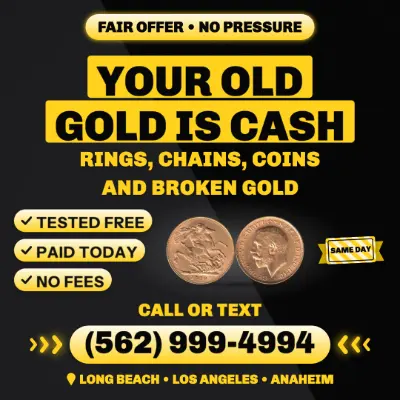 FAIR OFFER • NO PRESSURE
YOUR OLD
GOLD IS CASH
RINGS, CHAINS, COINS
AND BROKEN GOLD
✓ TESTED FREE
✓ PAID TODAY
✓ NO FEES
SAME DAY
CALL OR TEXT
››› (562) 999-4994 ‹‹‹
LONG BEACH • LOS ANGELES • ANAHEIM